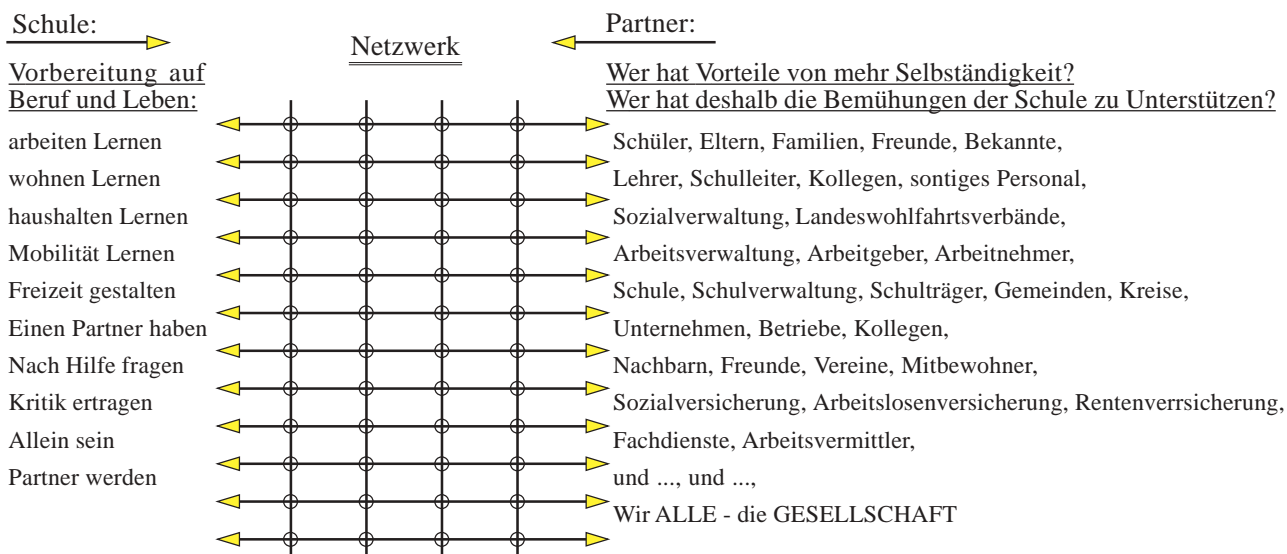 Schule:
Netzwerk
Partner:
Vorbereitung auf
Beruf und Leben:
arbeiten Lernen
wohnen Lernen
haushalten Lernen
Mobilität Lernen
Freizeit gestalten
Einen Partner haben
Nach Hilfe fragen
Kritik ertragen
Allein sein
Partner werden
Wer hat Vorteile von mehr Selbständigkeit?
Wer hat deshalb die Bemühungen der Schule zu Unterstützen?
Schüler, Eltern, Familien, Freunde, Bekannte,
Lehrer, Schulleiter, Kollegen, sontiges Personal,
Sozialverwaltung, Landeswohlfahrtsverbände,
Arbeitsverwaltung, Arbeitgeber, Arbeitnehmer,
Schule, Schulverwaltung, Schulträger, Gemeinden, Kreise,
Unternehmen, Betriebe, Kollegen,
Nachbarn, Freunde, Vereine, Mitbewohner,
Sozialversicherung, Arbeitslosenversicherung, Rentenverrsicherung,
Fachdienste, Arbeitsvermittler,
und ..., und ...,
Wir ALLE - die GESELLSCHAFT